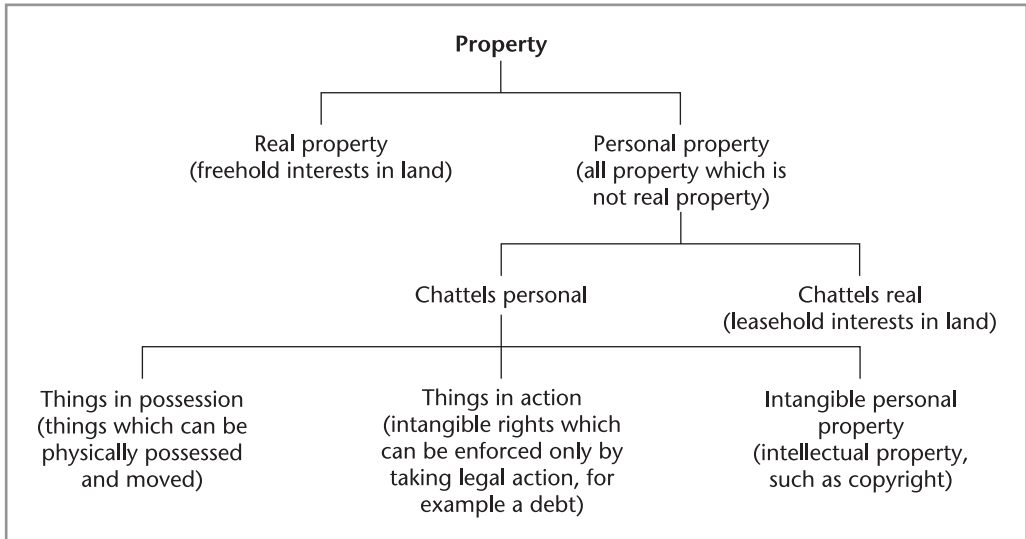 Property
Real property
(freehold interests in land)
Personal property
(all property which is
not real property)
Chattels personal
Chattels real
(leasehold interests in land)
Things in possession
(things which can be
physically possessed
and moved)
Things in action
(intangible rights which
can be enforced only by
taking legal action, for
example a debt)
Intangible personal
property
(intellectual property,
such as copyright)